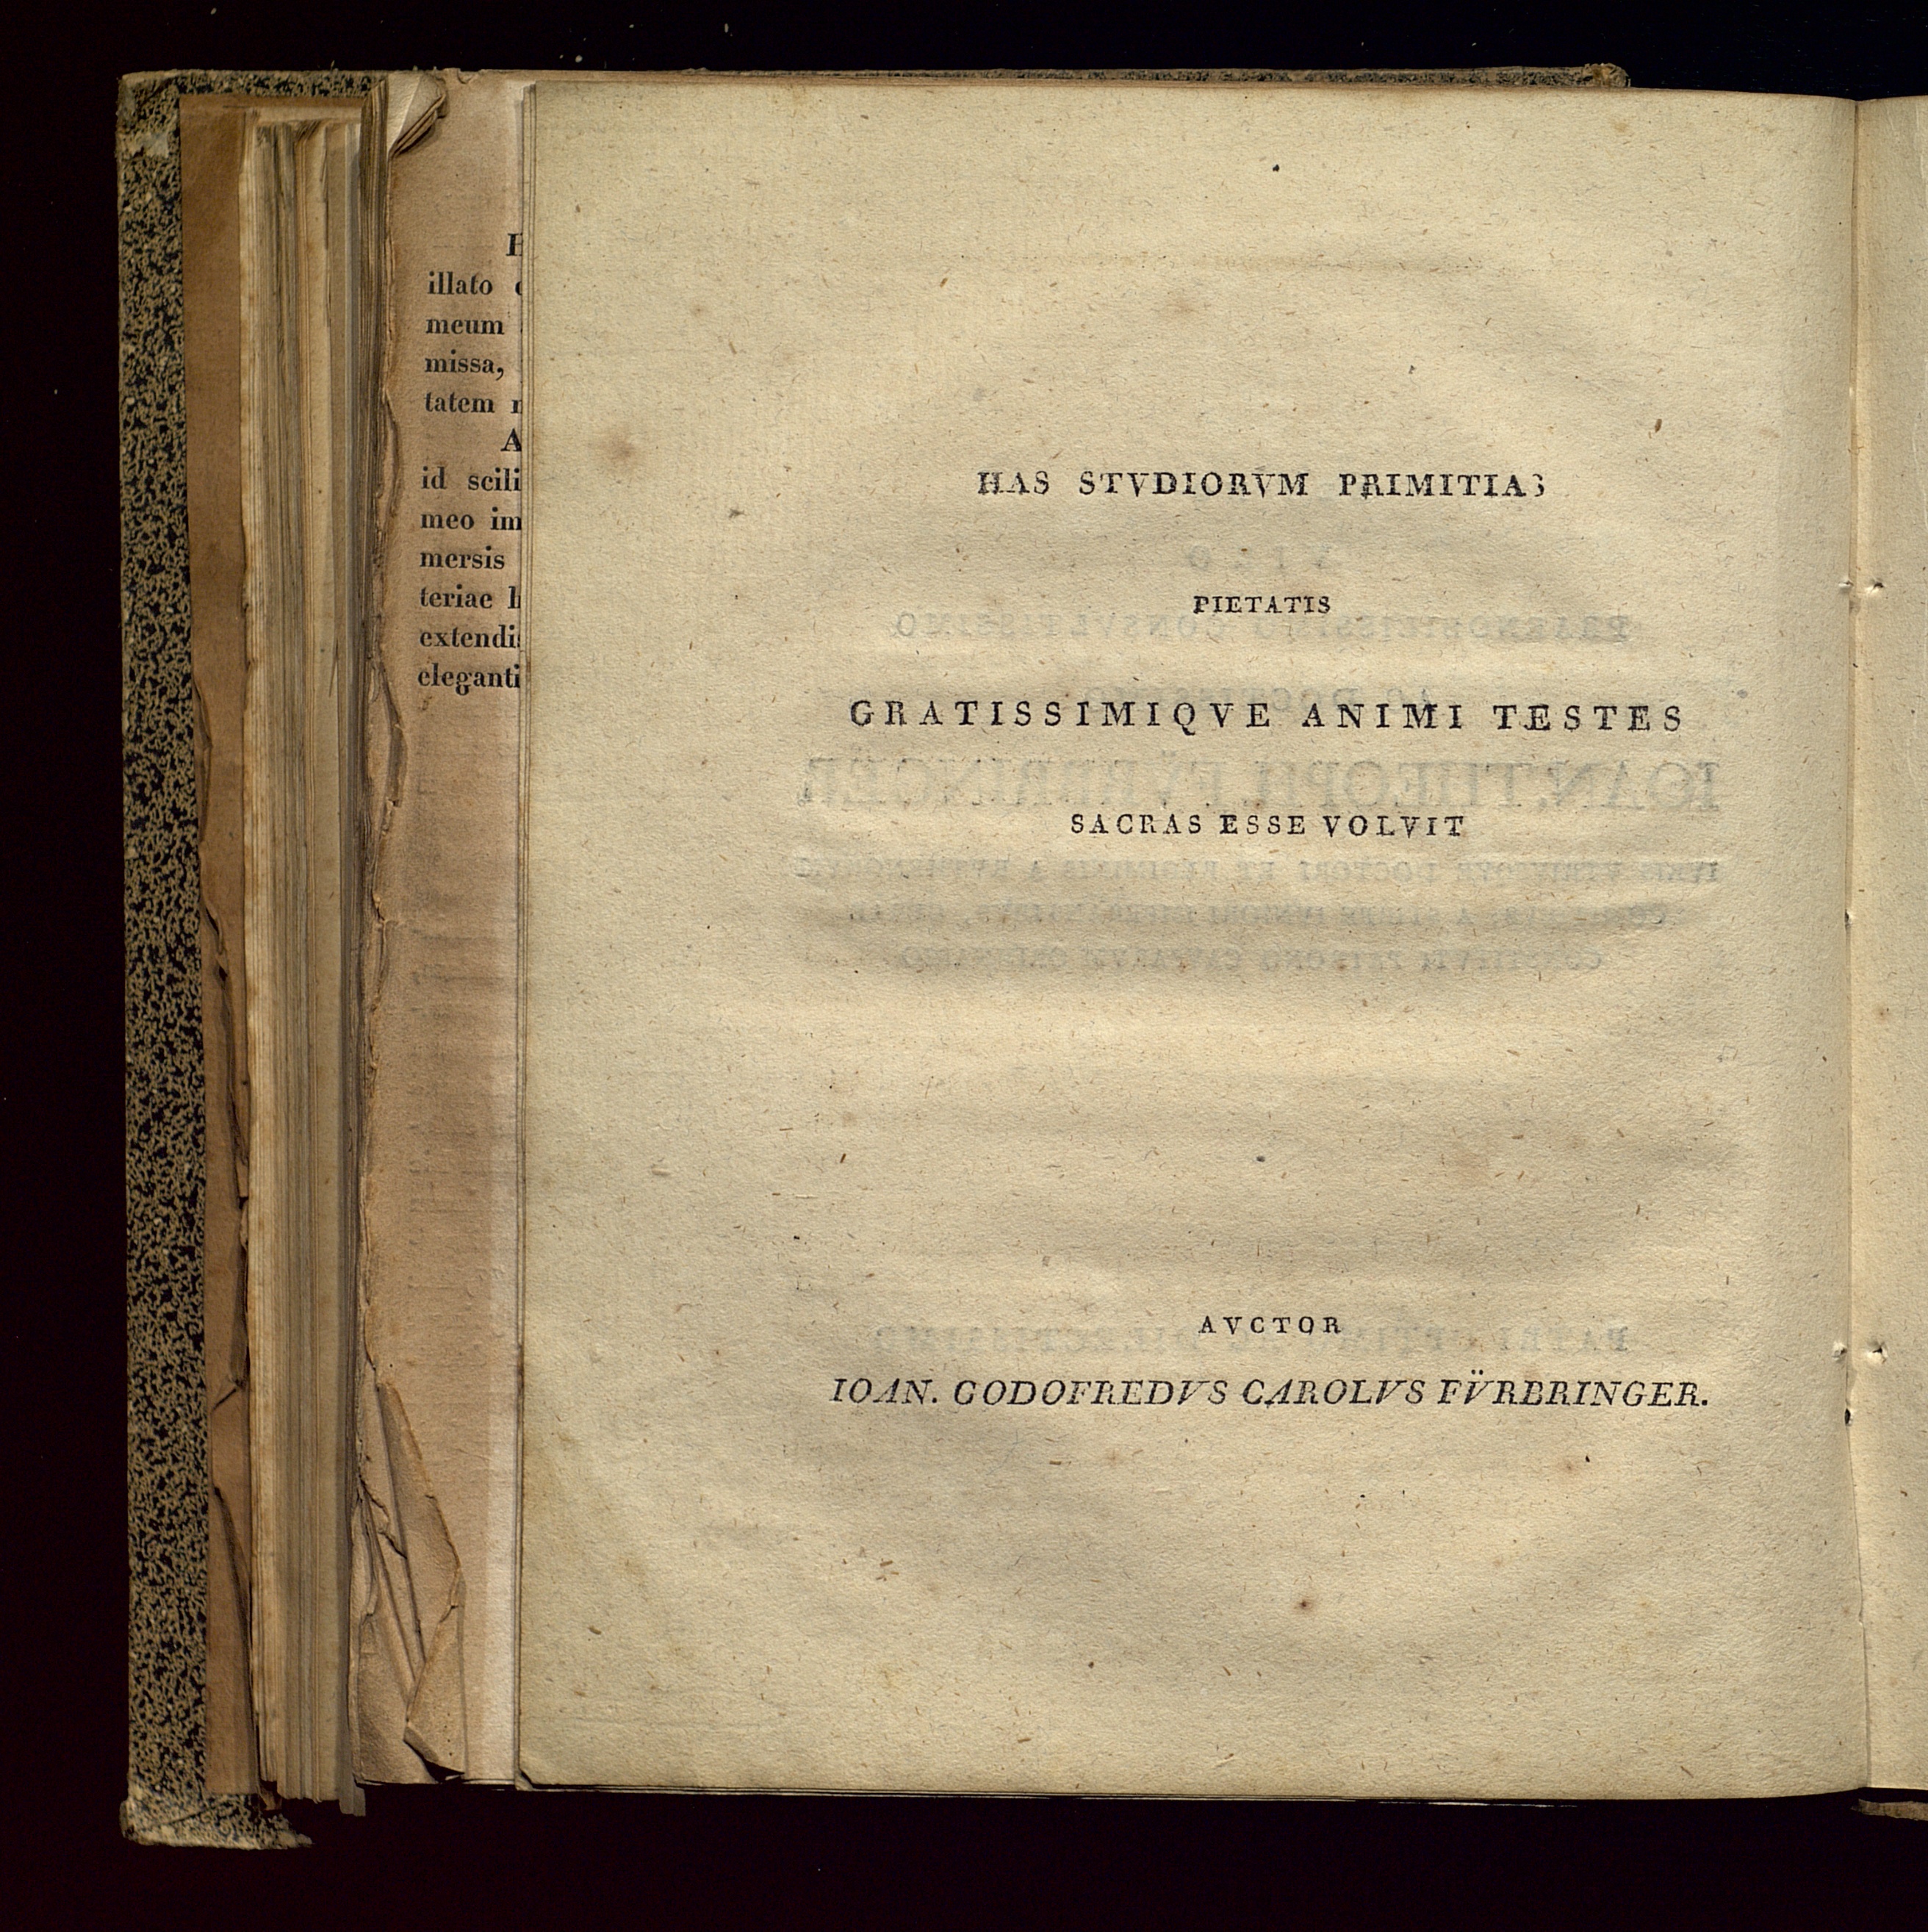 illato
meum
missa,
tatem
A
id scili
meo im
mersis
teriae
extendi
eleganti
HAS STVDIORVM PRIMITIAS
PIETATIS
GRATISSIMIQVE ANIMI TESTES
SACRAS ESSE VOLVIT
AVCTOR
IOAN. GODOFREDVS CAROLVS FÜRBRINGER.